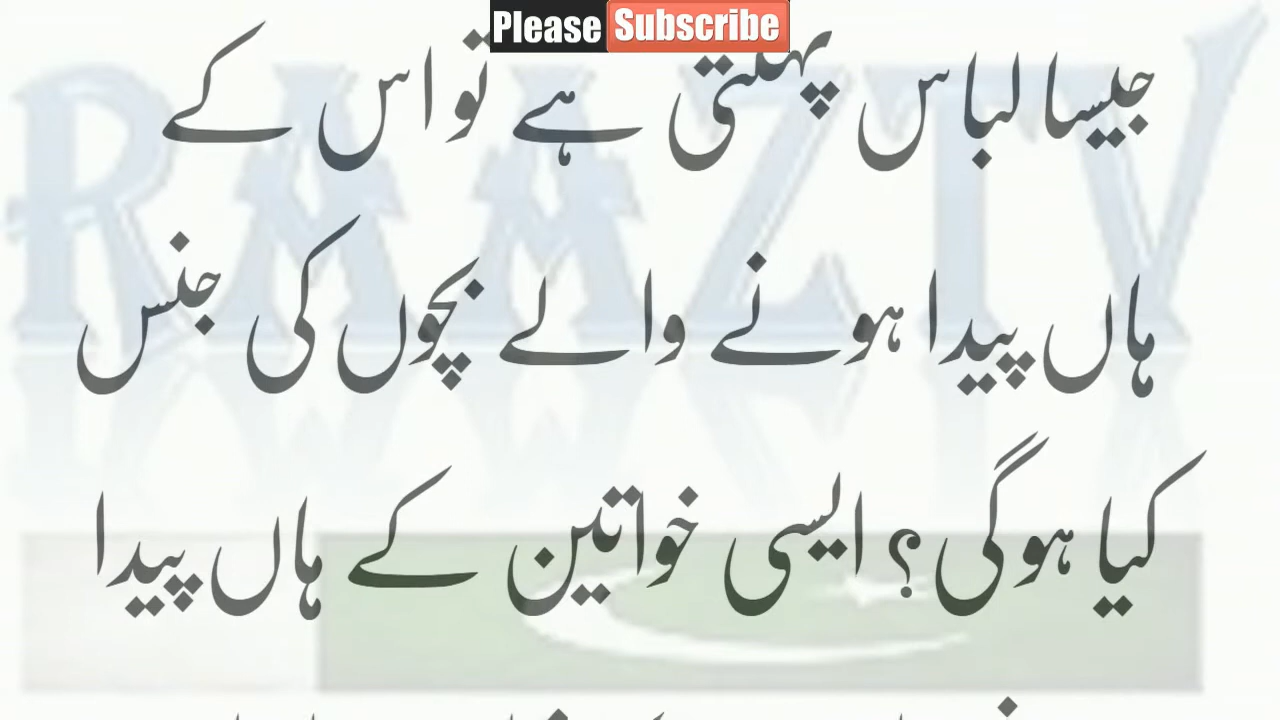 Please Subscribe
جیسا لباس پہنتی ہے تو اس کے
ہاں پیدا ہونے والے بچوں کی جنس
کیا ہوگی؟ ایسی خواتین کے ہاں پیدا
RMMZTV